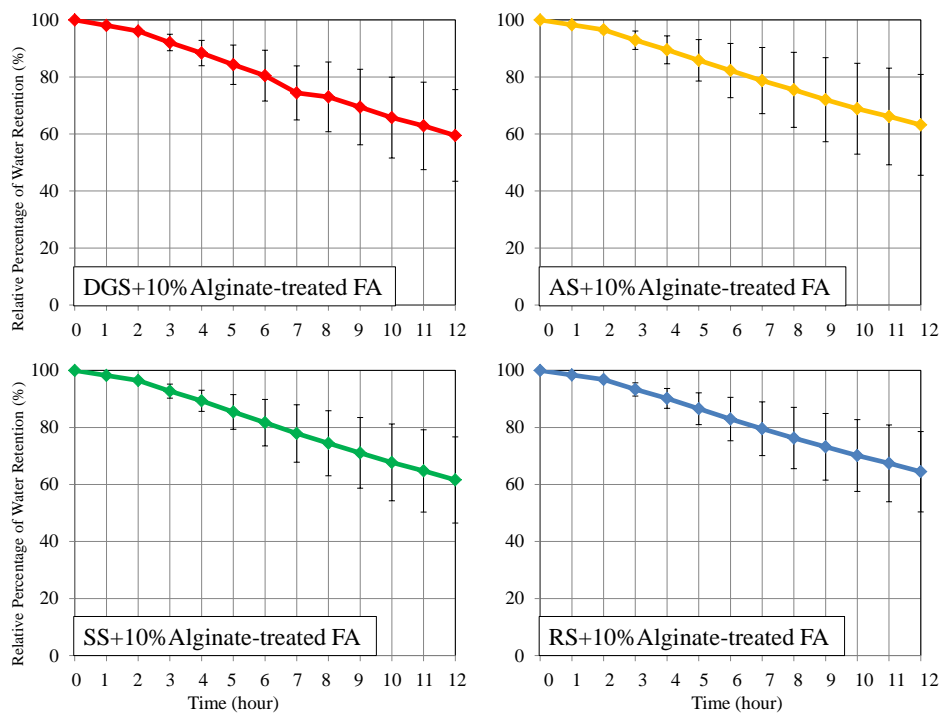 Relative Percentage of Water Retention (%)
100
80
60
40
20
0
DGS+10% Alginate-treated FA
0 1 2 3 4 5 6 7 8 9 10 11 12
100
80
60
40
20
0
AS+10% Alginate-treated FA
0 1 2 3 4 5 6 7 8 9 10 11 12
Relative Percentage of Water Retention (%)
100
80
60
40
20
0
SS+10% Alginate-treated FA
0 1 2 3 4 5 6 7 8 9 10 11 12
Time (hour)
100
80
60
40
20
0
RS+10% Alginate-treated FA
0 1 2 3 4 5 6 7 8 9 10 11 12
Time (hour)